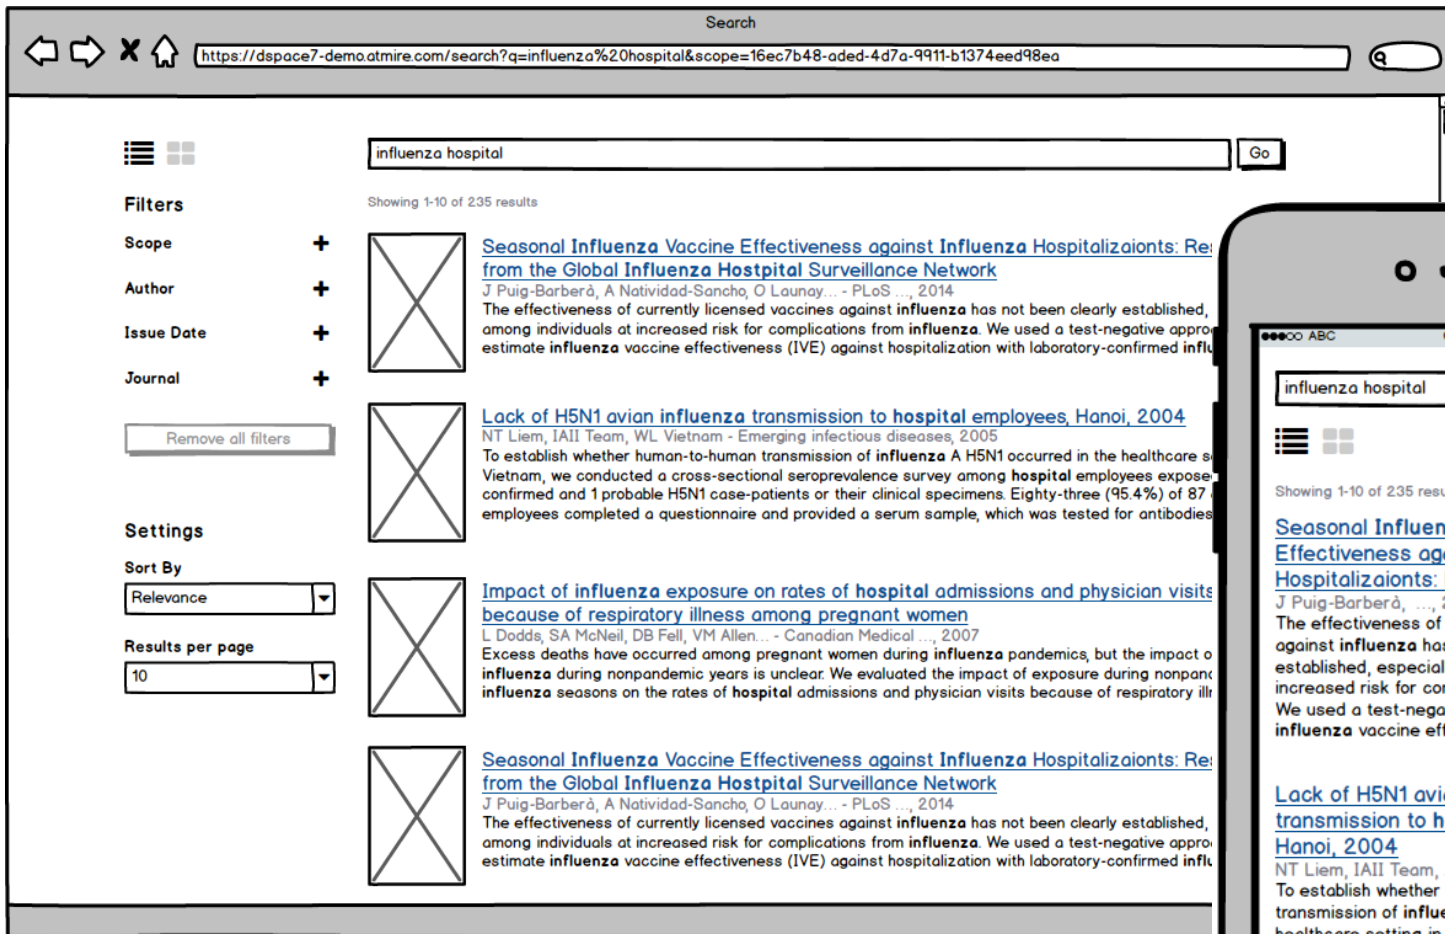 Search
https://dspace7-demo.atmire.com/search?q=influenza%20hospital&scope=16ec7b48-aded-4d7a-9911-b1374eed98ea
influenza hospital
Go
Filters
Scope
Author
Issue Date
Journal
Remove all filters
Settings
Sort By
Relevance
Results per page
10
Showing 1-10 of 235 results
Seasonal Influenza Vaccine Effectiveness against Influenza Hospitalizaionts: Res
from the Global Influenza Hostpital Surveillance Network
J Puig-Barberà, A Natividad-Sancho, O Launay... - PLoS ..., 2014
The effectiveness of currently licensed vaccines against influenza has not been clearly established,
among individuals at increased risk for complications from influenza. We used a test-negative appro
estimate influenza vaccine effectiveness (IVE) against hospitalization with laboratory-confirmed influ
Lack of H5N1 avian influenza transmission to hospital employees, Hanoi, 2004
NT Liem, IAII Team, WL Vietnam - Emerging infectious diseases, 2005
To establish whether human-to-human transmission of influenza A H5N1 occurred in the healthcare s
Vietnam, we conducted a cross-sectional seroprevalence survey among hospital employees expose
confirmed and 1 probable H5N1 case-patients or their clinical specimens. Eighty-three (95.4%) of 87
employees completed a questionnaire and provided a serum sample, which was tested for antibodies
Impact of influenza exposure on rates of hospital admissions and physician visits
because of respiratory illness among pregnant women
L Dodds, SA McNeil, DB Fell, VM Allen... - Canadian Medical ..., 2007
Excess deaths have occurred among pregnant women during influenza pandemics, but the impact o
influenza during nonpandemic years is unclear. We evaluated the impact of exposure during nonpand
influenza seasons on the rates of hospital admissions and physician visits because of respiratory illn
Seasonal Influenza Vaccine Effectiveness against Influenza Hospitalizaionts: Res
from the Global Influenza Hostpital Surveillance Network
J Puig-Barberà, A Natividad-Sancho, O Launay... - PLoS ..., 2014
The effectiveness of currently licensed vaccines against influenza has not been clearly established,
among individuals at increased risk for complications from influenza. We used a test-negative appro
estimate influenza vaccine effectiveness (IVE) against hospitalization with laboratory-confirmed influ
ABC
influenza hospital
Showing 1-10 of 235 resu
Seasonal Influen
Effectiveness aga
Hospitalizaionts:
J Puig-Barberà, ...,
The effectiveness of
against influenza has
established, especial
increased risk for con
We used a test-nega
influenza vaccine eff
Lack of H5N1 avia
transmission to h
Hanoi, 2004
NT Liem, IAII Team,
To establish whether
transmission of influe
healthcare setting in